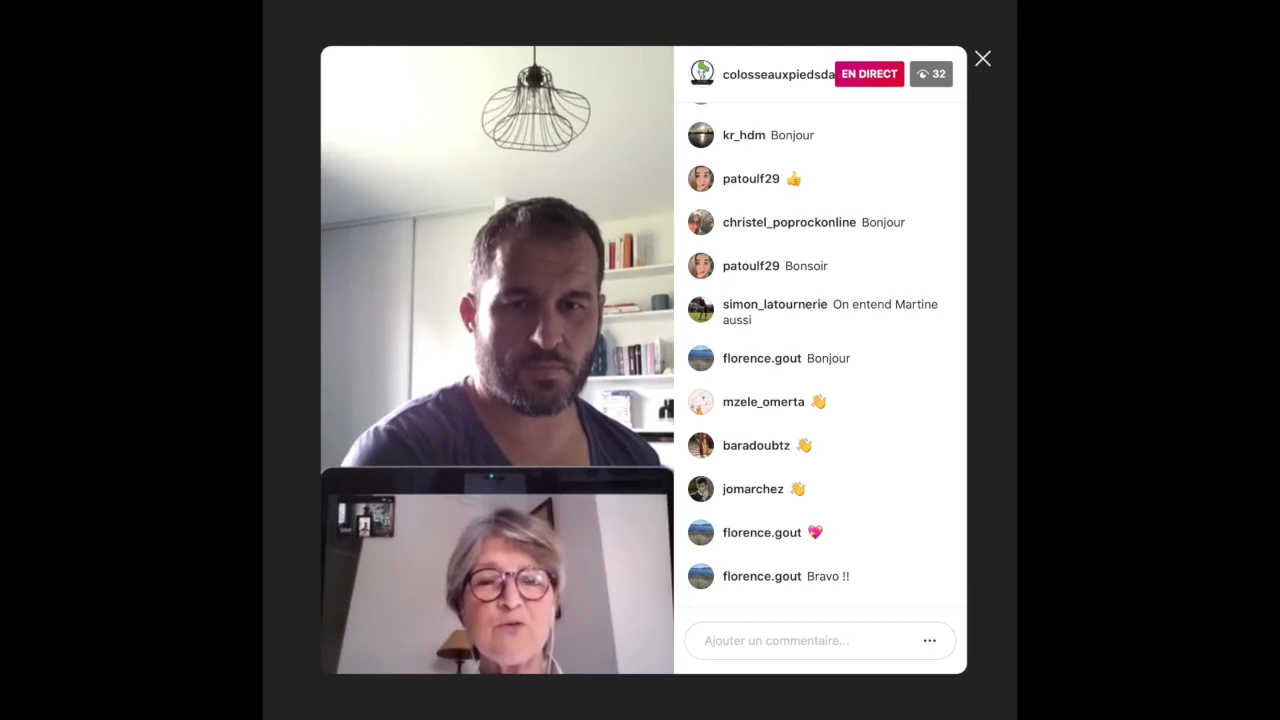 colosseauxpiedsda
EN DIRECT
32
kr_hdm Bonjour
patoulf29 👍
christel_poprockonline Bonjour
patoulf29 Bonsoir
simon_latournerie On entend Martine
aussi
florence.gout Bonjour
mzele_omerta 👋
baradoubtz 👋
jomarchez 👋
florence.gout 💖
florence.gout Bravo !!
Ajouter un commentaire...